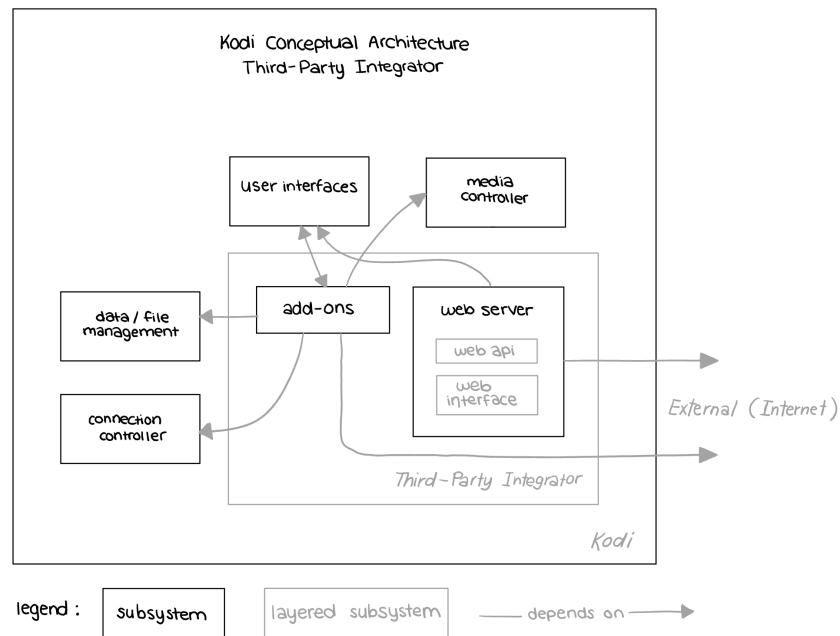 Kodi Conceptual Architecture
Third-Party Integrator
user interfaces
media
controller
add-ons
web server
data / file
management
web api
web
interface
External (Internet)
connection
controller
Third-Party Integrator
Kodi
legend :
subsystem
layered subsystem
depends on